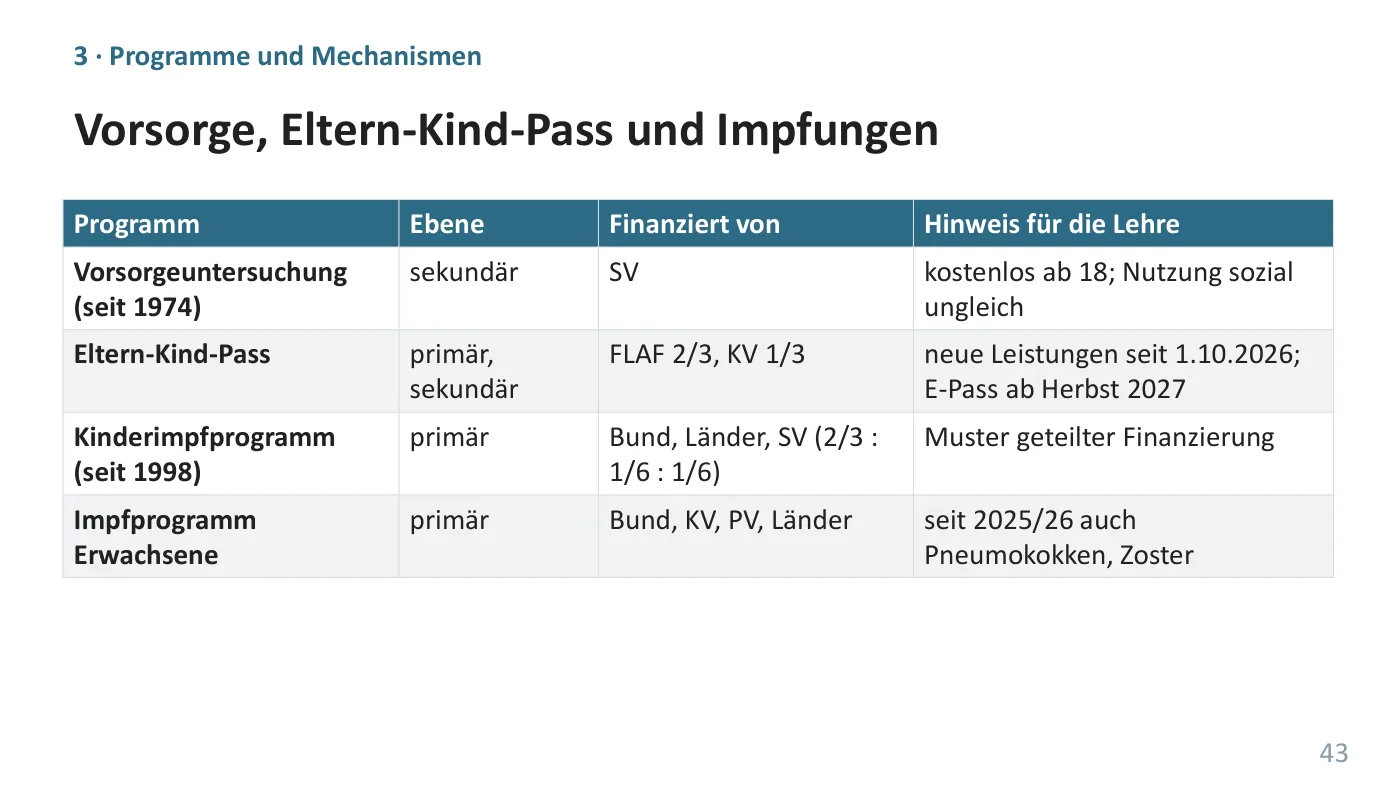 3 · Programme und Mechanismen
Vorsorge, Eltern-Kind-Pass und Impfungen
Programm Ebene Finanziert von Hinweis für die Lehre
Vorsorgeuntersuchung sekundär SV kostenlos ab 18; Nutzung sozial
(seit 1974) ungleich
Eltern-Kind-Pass primär, FLAF 2/3, KV 1/3 neue Leistungen seit 1.10.2026;
sekundär E-Pass ab Herbst 2027
Kinderimpfprogramm primär Bund, Länder, SV (2/3 : Muster geteilter Finanzierung
(seit 1998) 1/6 : 1/6)
Impfprogramm primär Bund, KV, PV, Länder seit 2025/26 auch
Erwachsene Pneumokokken, Zoster
43